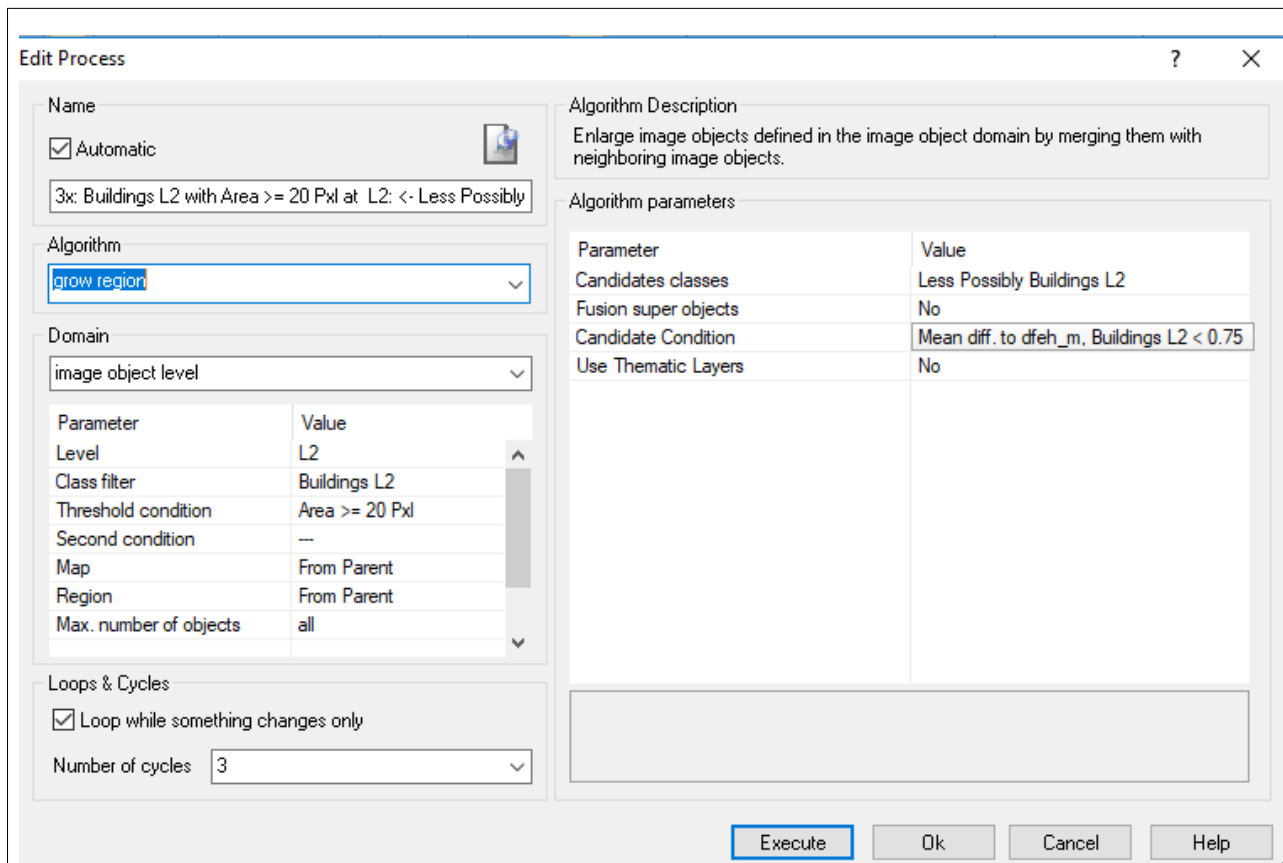 Edit Process
?
Name
Automatic
3x: Buildings L2 with Area >= 20 Pxl at  L2: <- Less Possibly
Algorithm
grow region
Domain
image object level
Parameter Value
Level L2
Class filter Buildings L2
Threshold condition Area >= 20 Pxl
Second condition ---
Map From Parent
Region From Parent
Max. number of objects all
Loops & Cycles
Loop while something changes only
Number of cycles 3
Algorithm Description
Enlarge image objects defined in the image object domain by merging them with
neighboring image objects.
Algorithm parameters
Parameter Value
Candidates classes Less Possibly Buildings L2
Fusion super objects No
Candidate Condition Mean diff. to dfeh_m, Buildings L2 < 0.75
Use Thematic Layers No
Execute Ok Cancel Help